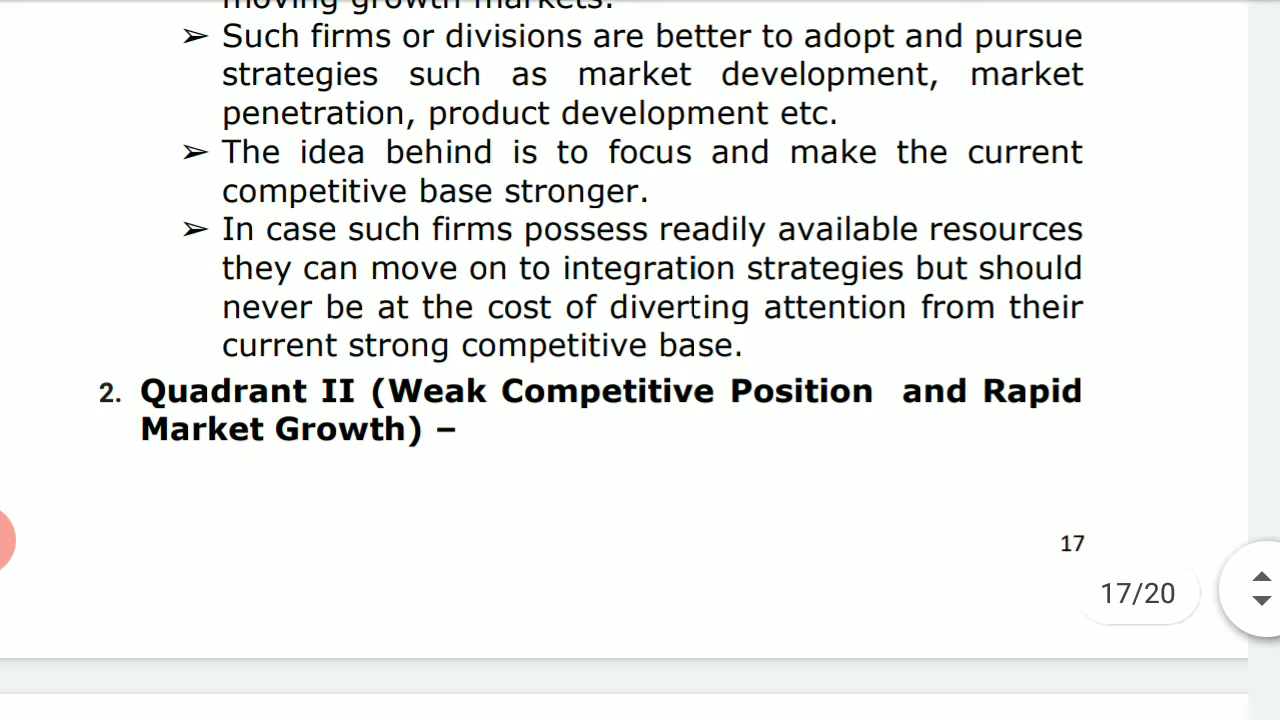 moving growth markets.
➢ Such firms or divisions are better to adopt and pursue
strategies such as market development, market
penetration, product development etc.
➢ The idea behind is to focus and make the current
competitive base stronger.
➢ In case such firms possess readily available resources
they can move on to integration strategies but should
never be at the cost of diverting attention from their
current strong competitive base.
2. Quadrant II (Weak Competitive Position and Rapid
Market Growth) –
17
17/20